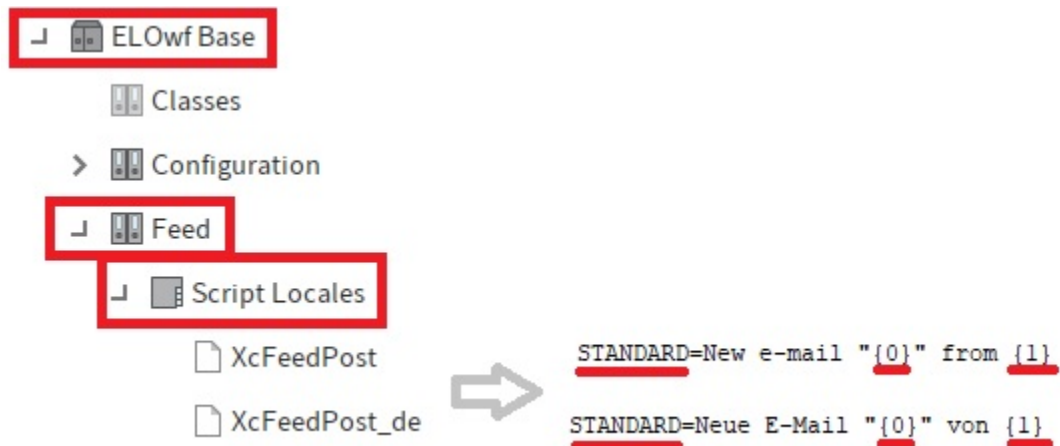 ELOwf Base
Classes
Configuration
Feed
Script Locales
XcFeedPost
STANDARD=New e-mail "{0}" from {1}
XcFeedPost_de
STANDARD=Neue E-Mail "{0}" von {1}